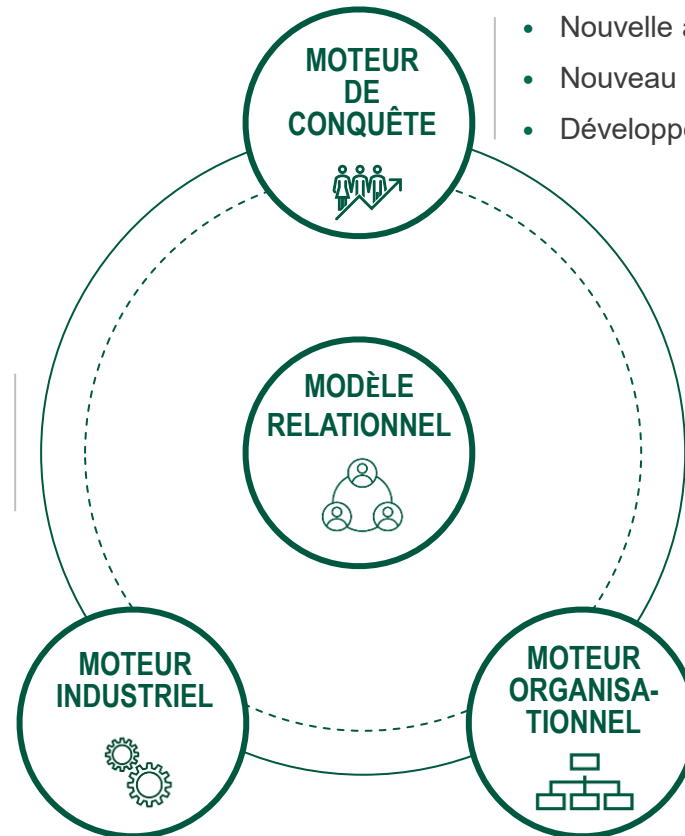 MOTEUR
DE
CONQUÊTE
• Nouvelle
• Nouveau
•
MODÈLE
RELATIONNEL
MOTEUR
INDUSTRIEL
MOTEUR
ORGANISA-
TIONNEL